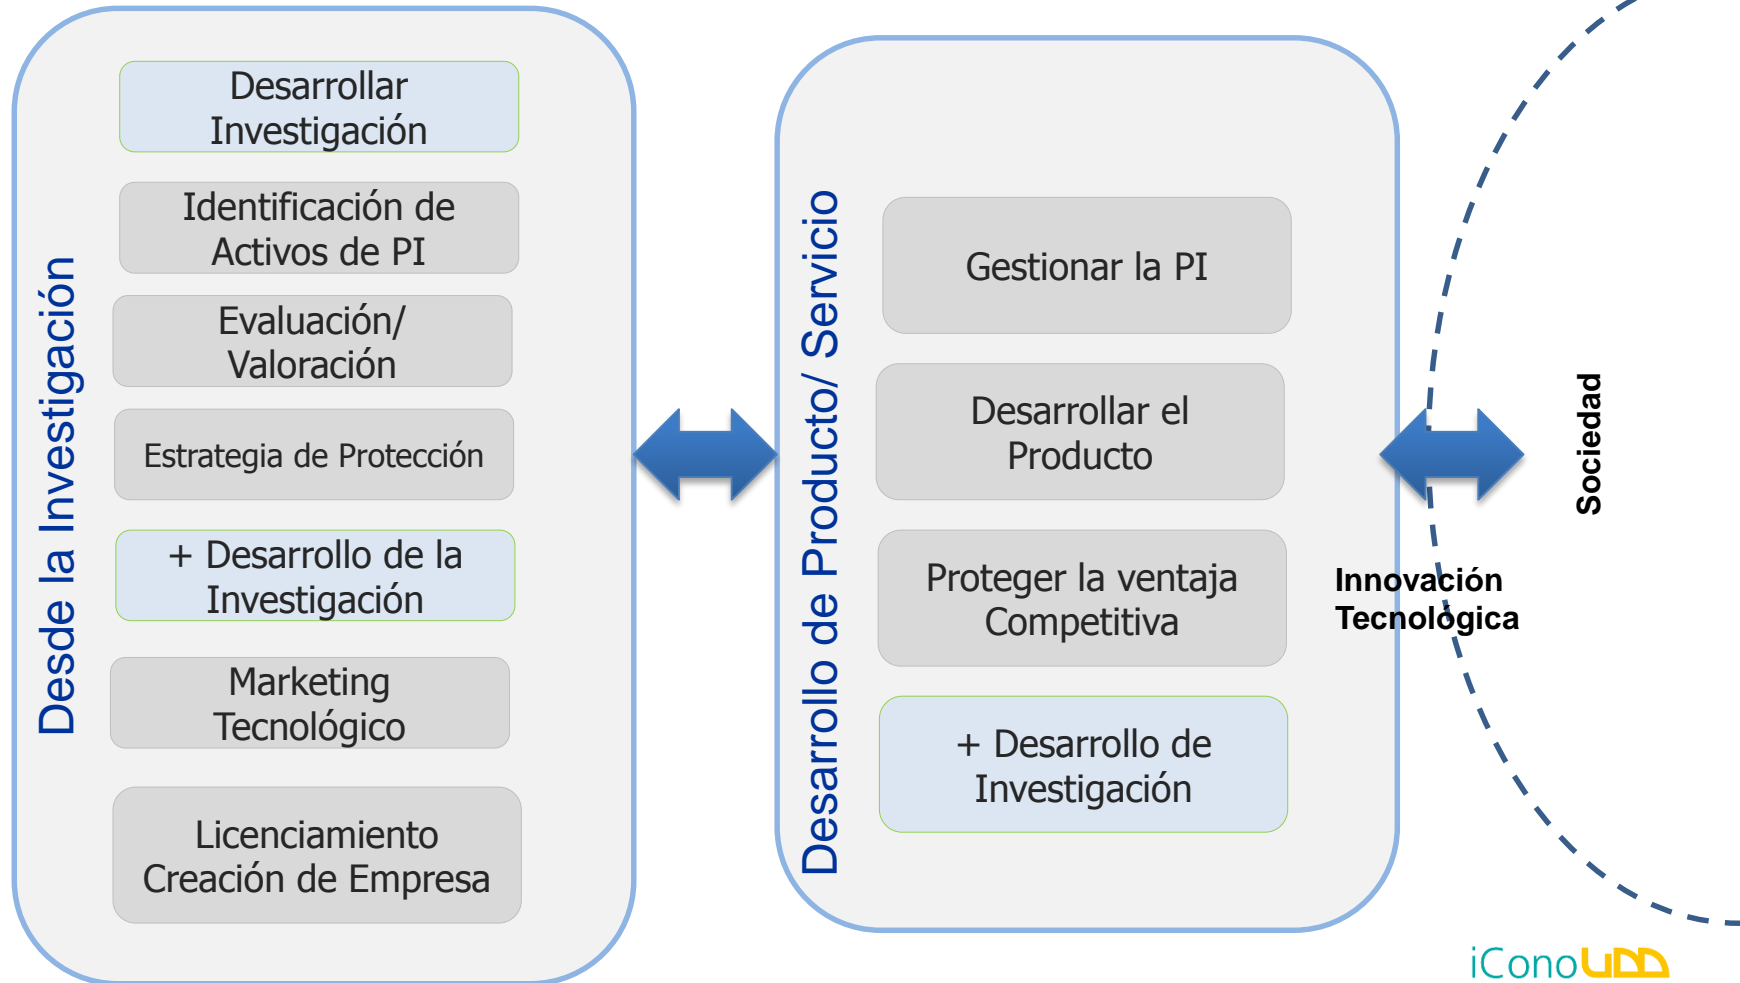 Desde la Investigación
Desarrollar
Investigación
Identificación de
Activos de PI
Evaluación/
Valoración
Estrategia de Protección
+ Desarrollo de la
Investigación
Marketing
Tecnológico
Licenciamiento
Creación de Empresa
Desarrollo de Producto/ Servicio
Gestionar la PI
Desarrollar el
Producto
Proteger la ventaja
Competitiva
+ Desarrollo de
Investigación
Innovación
Tecnológica
Sociedad
iConoUDD